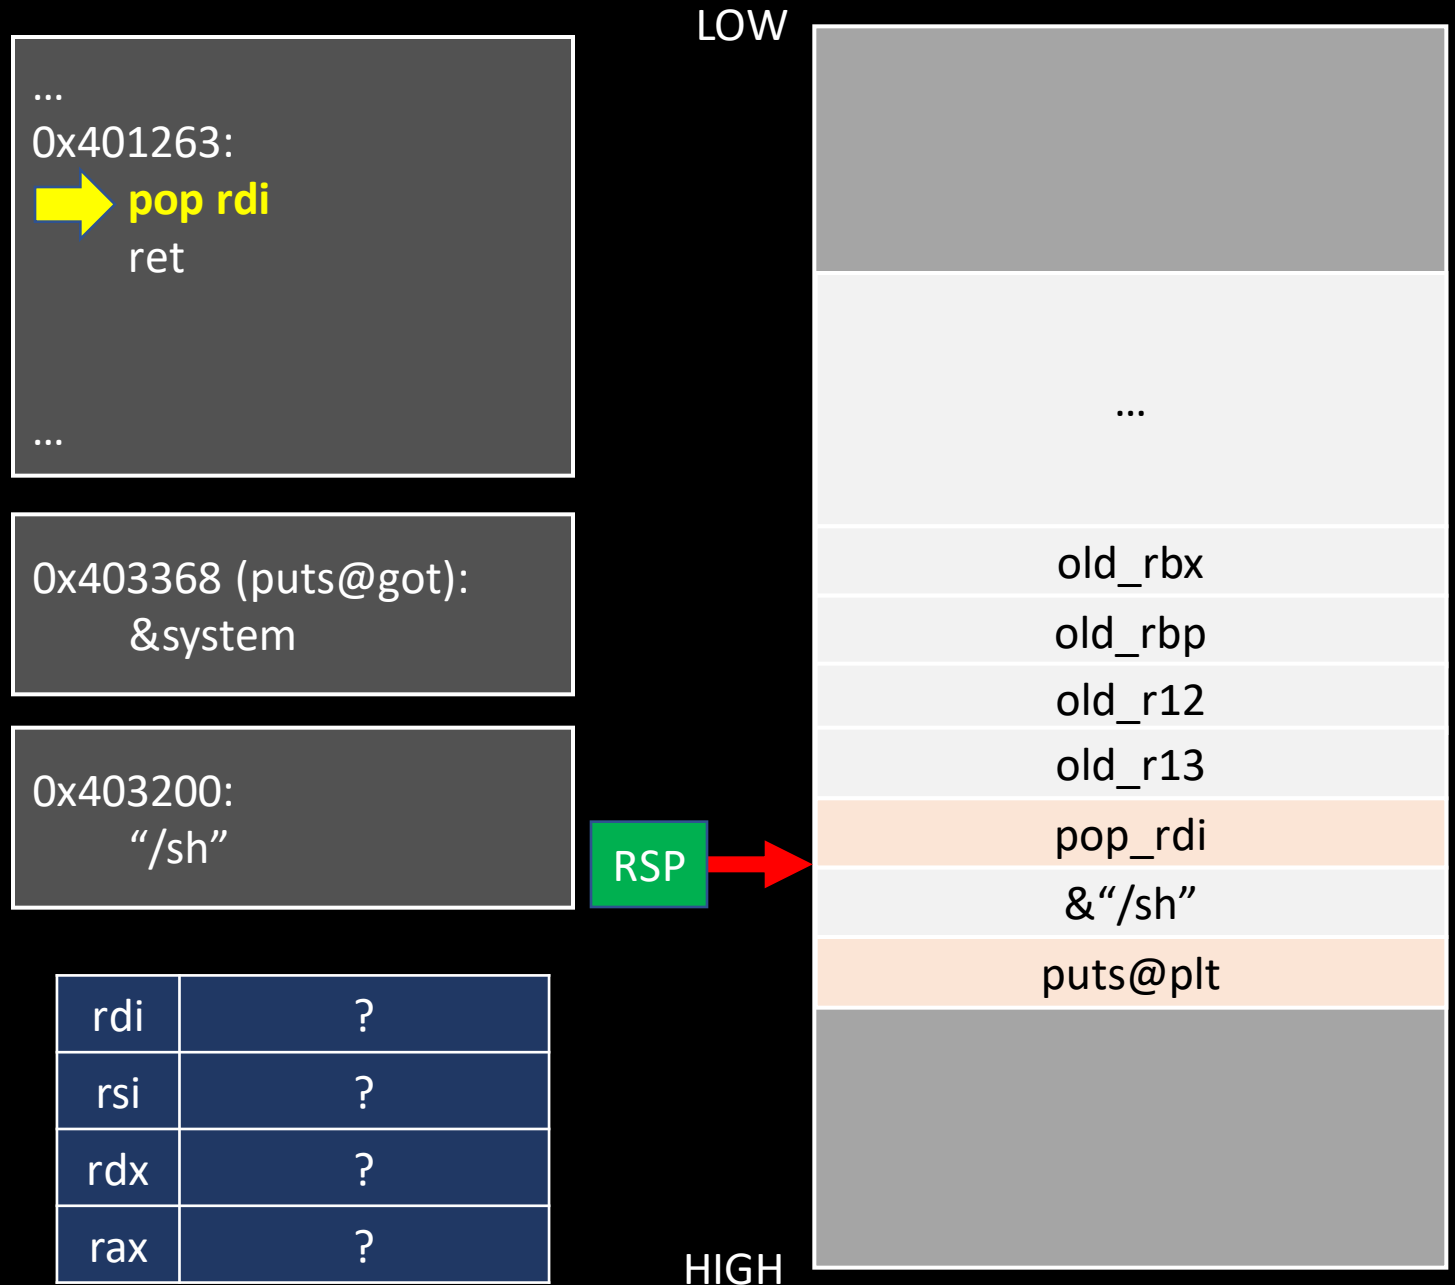 LOW
…
0x401263:
pop rdi
ret
…
0x403368 (puts@got):
&system
0x403200:
“/sh”
RSP
rdi ?
rsi ?
rdx ?
rax ?
…
old_rbx
old_rbp
old_r12
old_r13
pop_rdi
&“/sh”
puts@plt
HIGH